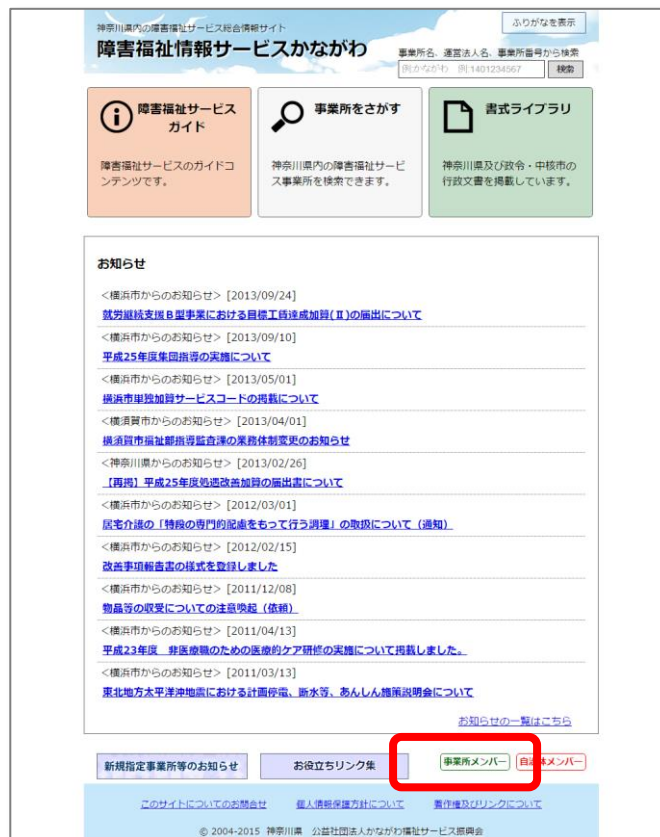 神奈川県内の障害福祉サービス総合情報サイト
ふりがなを表示
障害福祉情報サービスかながわ
事業所名、運営法人名、事業所番号から検索
例:かながわ 例:1401234567 検索
障害福祉サービス
ガイド
障害福祉サービスのガイドコ
ンテンツです。
事業所をさがす
神奈川県内の障害福祉サービ
ス事業所を検索できます。
書式ライブラリ
神奈川県及び政令・中核市の
行政文書を掲載しています。
お知らせ
<横浜市からのお知らせ> [2013/09/24]
就労継続支援B型事業における目標工賃達成加算(Ⅱ)の届出について
<横浜市からのお知らせ> [2013/09/10]
平成25年度集団指導の実施について
<横浜市からのお知らせ> [2013/05/01]
横浜市単独加算サービスコードの掲載について
<横須賀市からのお知らせ> [2013/04/01]
横須賀市福祉部指導監査課の業務体制変更のお知らせ
<神奈川県からのお知らせ> [2013/02/26]
【再掲】平成25年度処遇改善加算の届出書について
<横浜市からのお知らせ> [2012/03/01]
居宅介護の「特段の専門的配慮をもって行う調理」の取扱について（通知）
<横浜市からのお知らせ> [2012/02/15]
改善事項報告書の様式を登録しました
<横浜市からのお知らせ> [2011/12/08]
物品等の収受についての注意喚起（依頼）
<横浜市からのお知らせ> [2011/04/13]
平成23年度　非医療職のための医療的ケア研修の実施について掲載しました。
<横浜市からのお知らせ> [2011/03/13]
東北地方太平洋沖地震における計画停電、断水等、あんしん施策説明会について
お知らせの一覧はこちら
新規指定事業所等のお知らせ お役立ちリンク集 事業所メンバー 自治体メンバー
このサイトについてのお問合せ 個人情報保護方針について 著作権及びリンクについて
© 2004-2015 神奈川県 公益社団法人かながわ福祉サービス振興会